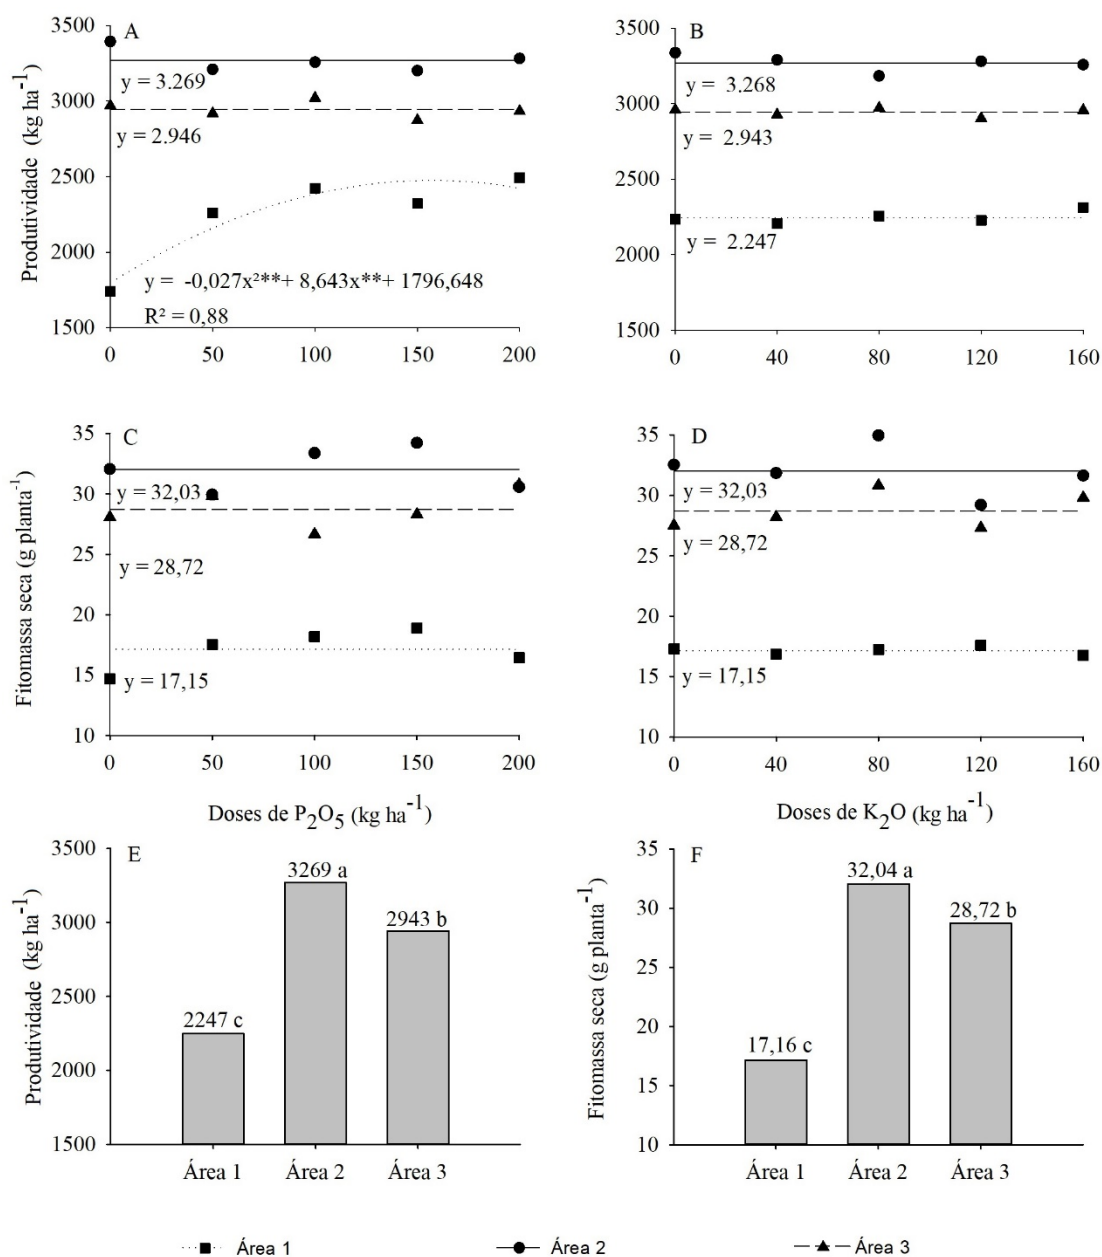 A
3500
3000
2500
2000
1500
Produtividade (kg ha⁻¹)
y = 3.269
y = 2.946
y = -0,027x²**+ 8,643x**+ 1796,648
R² = 0,88
0 50 100 150 200
B
3500
3000
2500
2000
1500
y = 3.268
y = 2.943
y = 2.247
0 40 80 120 160
C
35
30
25
20
15
10
Fitomassa seca (g planta⁻¹)
y = 32,03
y = 28,72
y = 17,15
0 50 100 150 200
Doses de P₂O₅ (kg ha⁻¹)
D
35
30
25
20
15
10
y = 32,03
y = 28,72
y = 17,15
0 40 80 120 160
Doses de K₂O (kg ha⁻¹)
E
3500
3000
2500
2000
1500
Produtividade (kg ha⁻¹)
2247 c
3269 a
2943 b
Área 1 Área 2 Área 3
F
35
30
25
20
15
10
Fitomassa seca (g planta⁻¹)
17,16 c
32,04 a
28,72 b
Área 1 Área 2 Área 3
Área 1 Área 2 Área 3